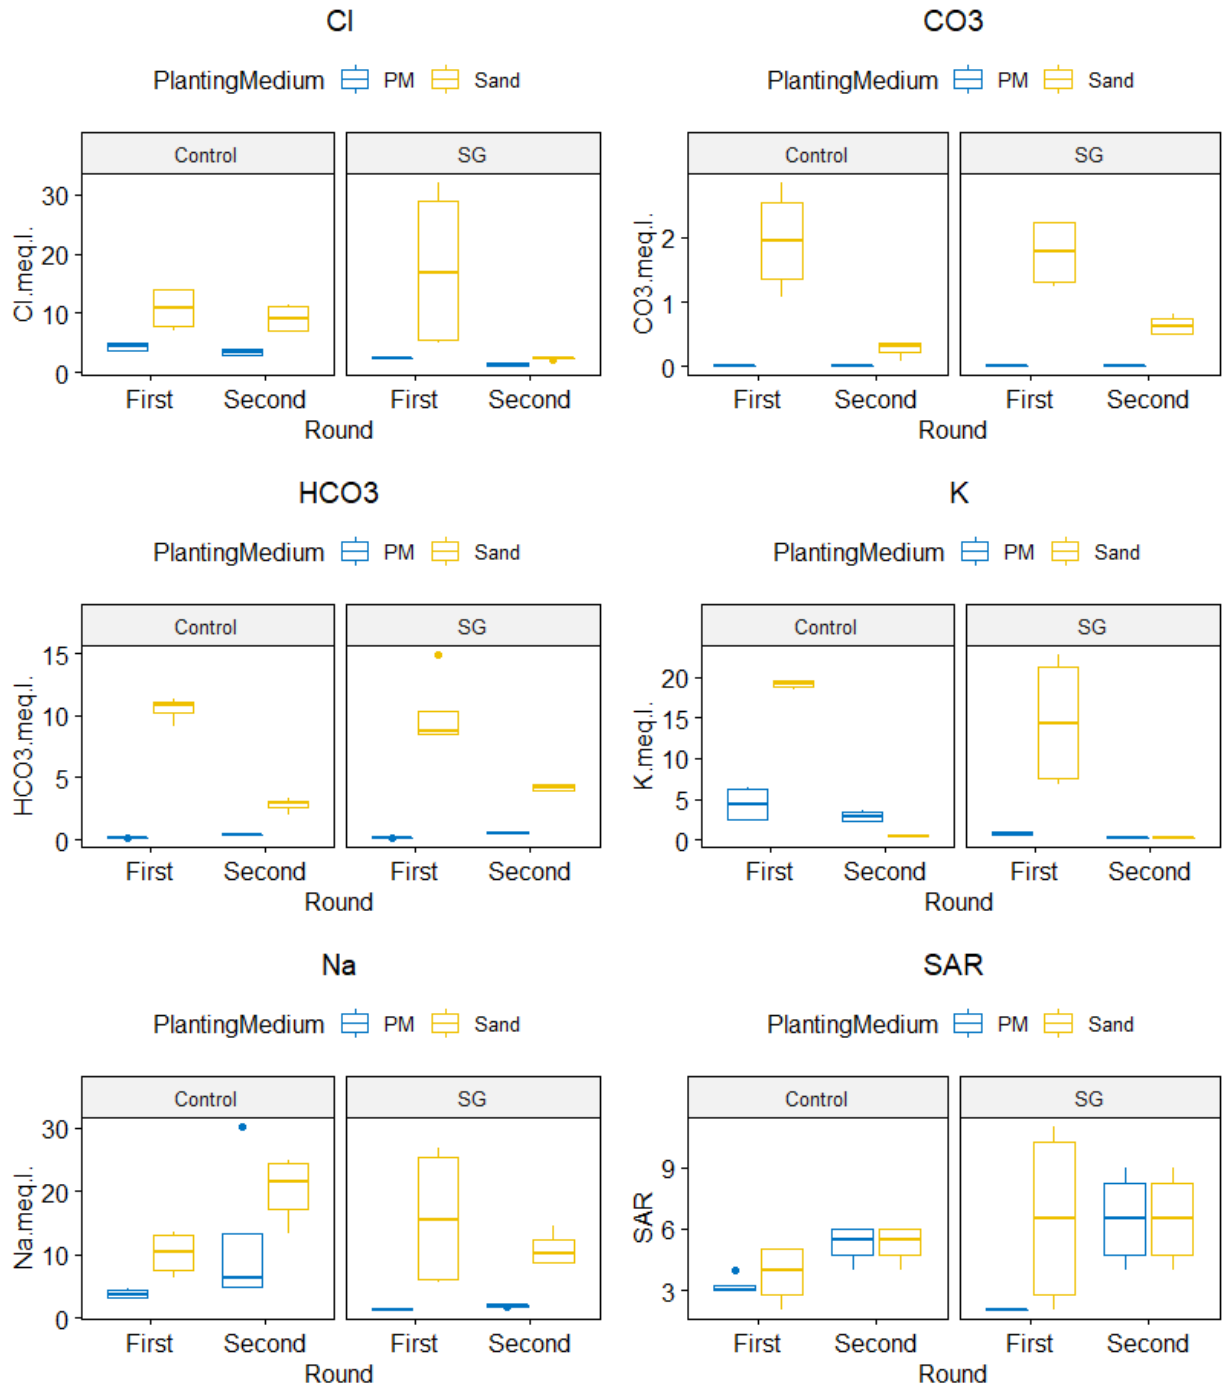 Cl
PlantingMedium PM Sand
Control SG
Cl.meq.l.
30
20
10
0
First Second First Second
Round
CO3
PlantingMedium PM Sand
Control SG
CO3.meq.l.
2
1
0
First Second First Second
Round
HCO3
PlantingMedium PM Sand
Control SG
HCO3.meq.l.
15
10
5
0
First Second First Second
Round
K
PlantingMedium PM Sand
Control SG
K.meq.l.
20
15
10
5
0
First Second First Second
Round
Na
PlantingMedium PM Sand
Control SG
Na.meq.l.
30
20
10
0
First Second First Second
Round
SAR
PlantingMedium PM Sand
Control SG
SAR
9
6
3
First Second First Second
Round